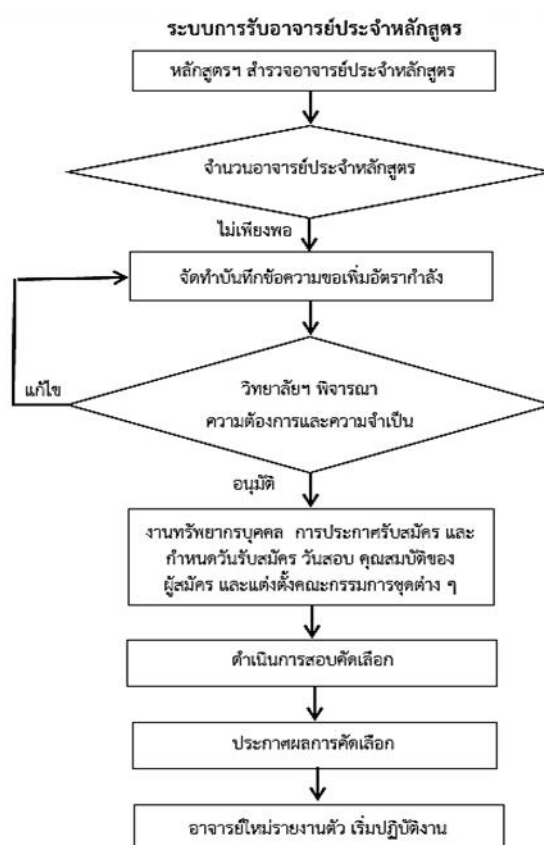 ระบบการรับอาจารย์ประจำหลักสูตร
หลักสูตรฯ สำรวจอาจารย์ประจำหลักสูตร
จำนวนอาจารย์ประจำหลักสูตร
ไม่เพียงพอ
จัดทำบันทึกข้อความขอเพิ่มอัตรากำลัง
แก้ไข
วิทยาลัยฯ พิจารณา
ความต้องการและความจำเป็น
อนุมัติ
งานทรัพยากรบุคคล การประกาศรับสมัคร และ
กำหนดวันรับสมัคร วันสอบ คุณสมบัติของ
ผู้สมัคร และแต่งตั้งคณะกรรมการชุดต่าง ๆ
ดำเนินการสอบคัดเลือก
ประกาศผลการคัดเลือก
อาจารย์ใหม่รายงานตัว เริ่มปฏิบัติงาน